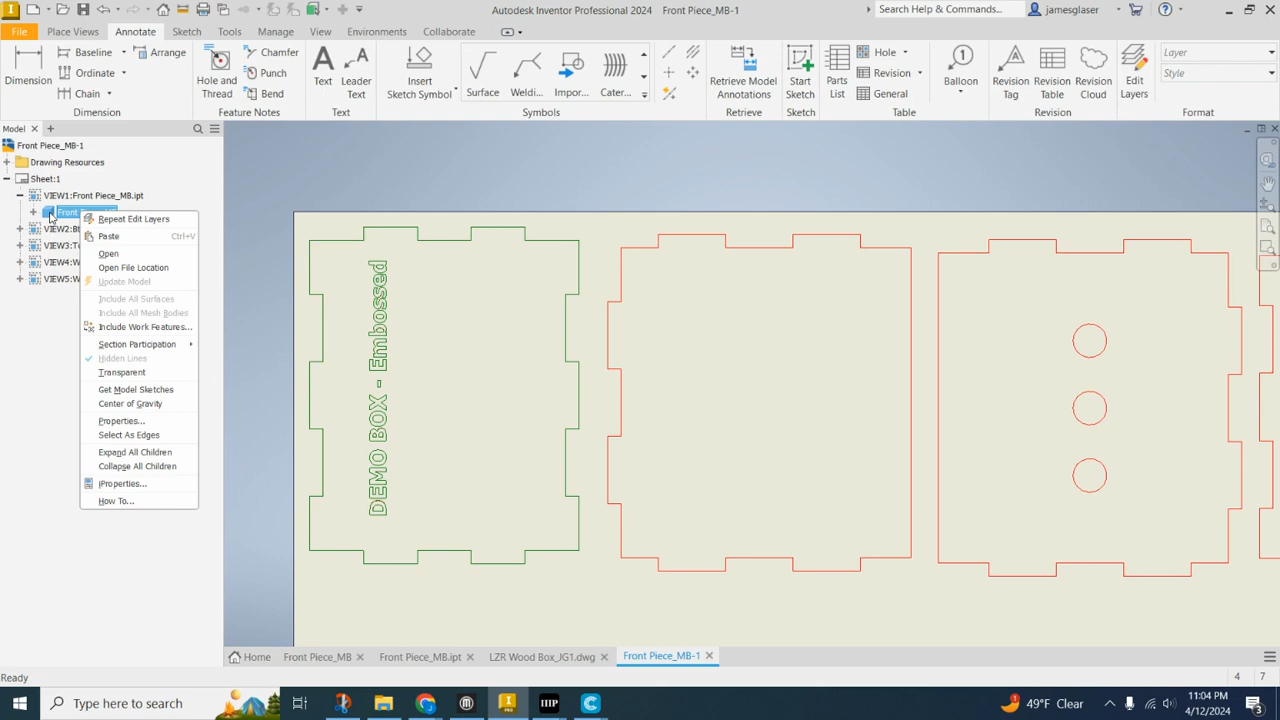 Autodesk Inventor Professional 2024 Front Piece_MB-1
Search Help & Commands...
jamesglaser
File Place Views Annotate Sketch Tools Manage View Environments Collaborate
Dimension
Baseline
Ordinate
Chain
Arrange
Dimension
Hole and Thread
Chamfer
Punch
Bend
Feature Notes
Text
Leader Text
Text
Insert Sketch Symbol
Surface
Weldi...
Impor...
Cater...
Symbols
Retrieve Model Annotations
Retrieve
Start Sketch
Sketch
Parts List
Hole
Revision
General
Table
Balloon
Revision Tag
Revision Table
Revision Cloud
Revision
Edit Layers
Layer
Style
Format
Model
Front Piece_MB-1
Drawing Resources
Sheet:1
VIEW1:Front Piece_MB.ipt
Front
VIEW2:
VIEW3:
VIEW4:
VIEW5:
Repeat Edit Layers
Paste Ctrl+V
Open
Open File Location
Update Model
Include All Surfaces
Include All Mesh Bodies
Include Work Features...
Section Participation
Hidden Lines
Transparent
Get Model Sketches
Center of Gravity
Properties...
Select As Edges
Expand All Children
Collapse All Children
iProperties...
How To...
DEMO BOX - Embossed
Home
Front Piece_MB
Front Piece_MB.ipt
LZR Wood Box_JG1.dwg
Front Piece_MB-1
Ready
4 7
Type here to search
49°F Clear
11:04 PM
4/12/2024
3